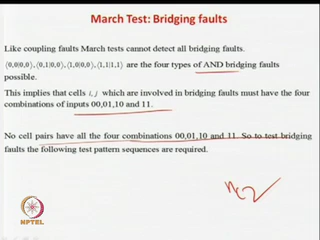 March Test: Bridging faults
Like coupling faults March tests cannot detect all bridging faults.
⟨0,0|0,0⟩, ⟨0,1|0,0⟩, ⟨1,0|0,0⟩, ⟨1,1|1,1⟩ are the four types of AND bridging faults
possible.
This implies that cells i, j which are involved in bridging faults must have the four
combinations of inputs 00,01,10 and 11.
No cell pairs have all the four combinations 00,01,10 and 11. So to test bridging
faults the following test pattern sequences are required.
NPTEL